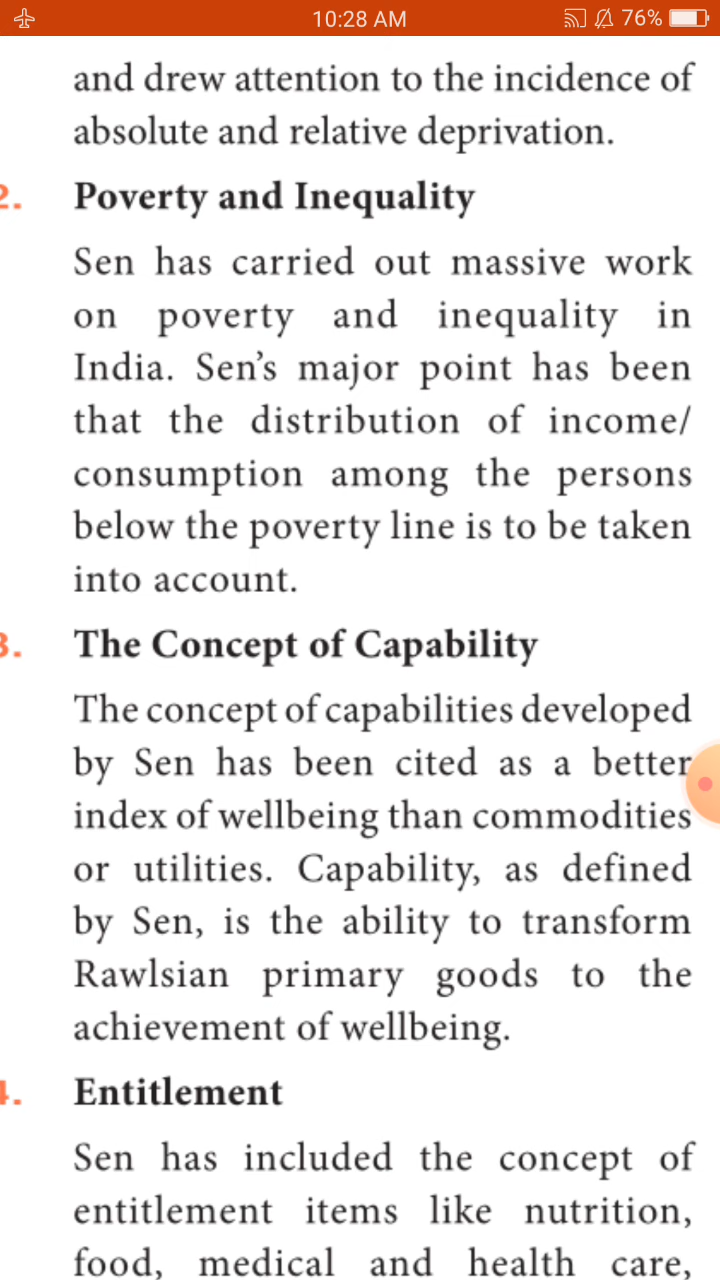 10:28 AM 76%
and drew attention to the incidence of
absolute and relative deprivation.
2. Poverty and Inequality
Sen has carried out massive work
on poverty and inequality in
India. Sen’s major point has been
that the distribution of income/
consumption among the persons
below the poverty line is to be taken
into account.
3. The Concept of Capability
The concept of capabilities developed
by Sen has been cited as a better
index of wellbeing than commodities
or utilities. Capability, as defined
by Sen, is the ability to transform
Rawlsian primary goods to the
achievement of wellbeing.
4. Entitlement
Sen has included the concept of
entitlement items like nutrition,
food, medical and health care,